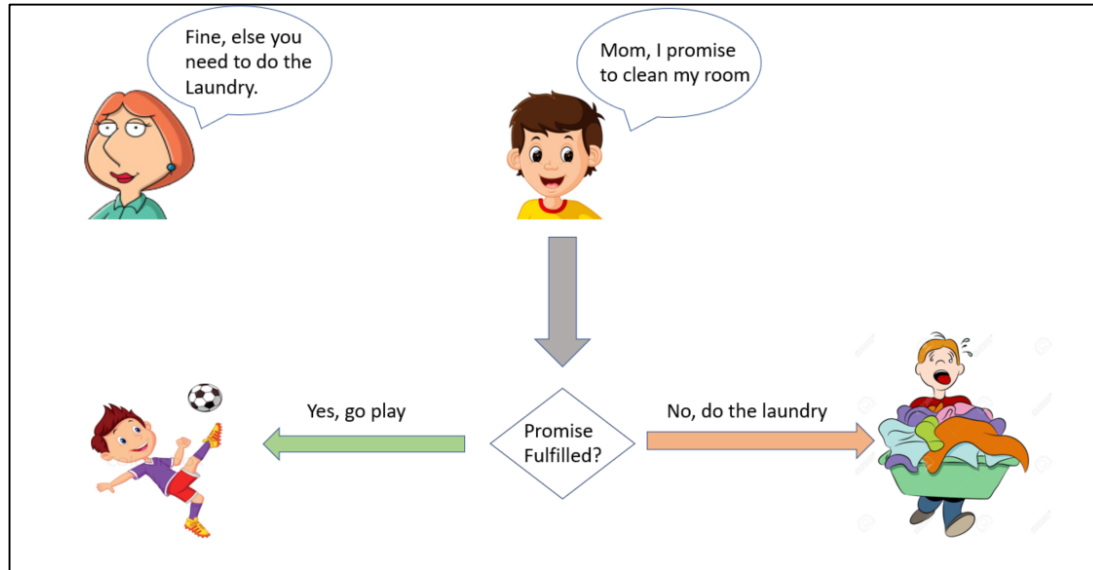 Fine, else you
need to do the
Laundry.
Mom, I promise
to clean my room
Yes, go play
Promise
Fulfilled?
No, do the laundry